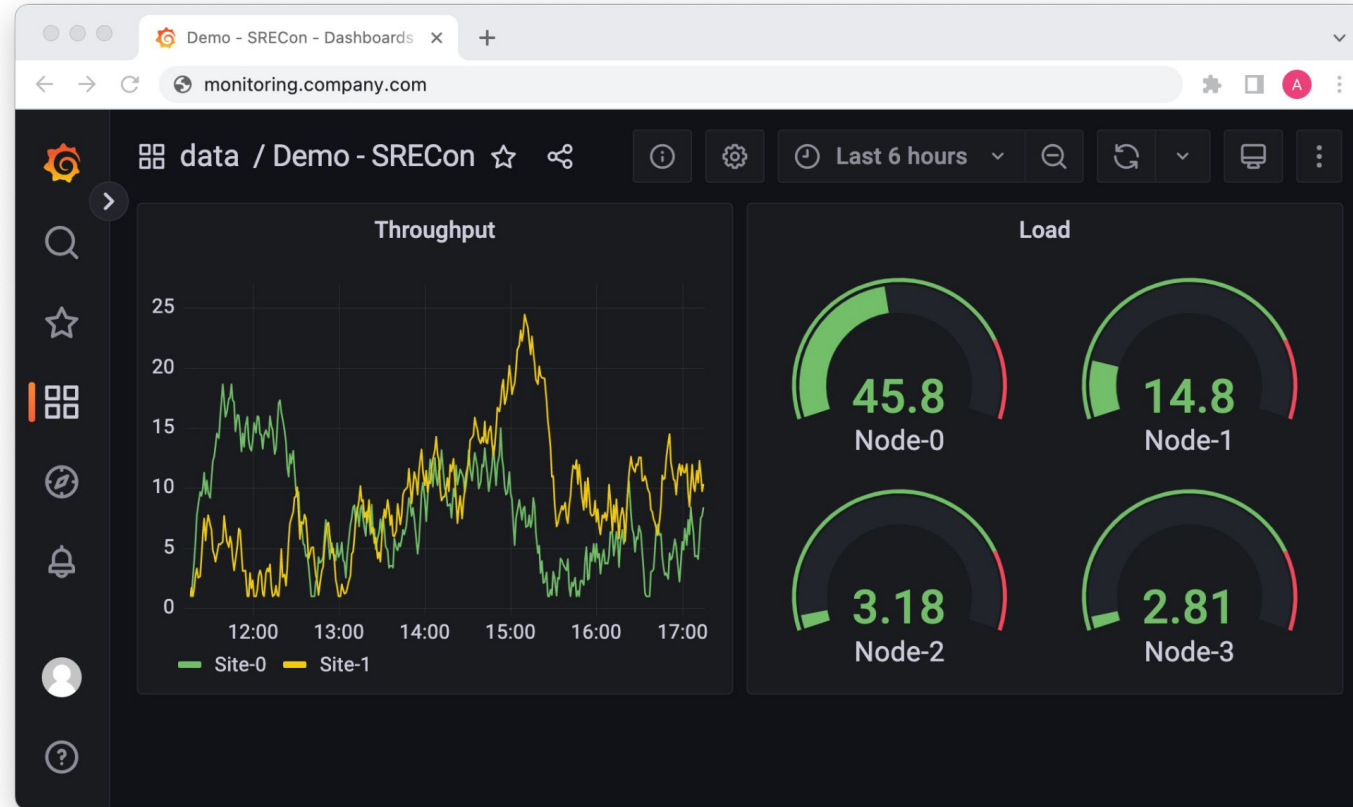 Demo - SRECon - Dashboards
monitoring.company.com
A
data / Demo - SRECon
Last 6 hours
Throughput
25
20
15
10
5
0
12:00 13:00 14:00 15:00 16:00 17:00
Site-0 Site-1
Load
45.8
Node-0
14.8
Node-1
3.18
Node-2
2.81
Node-3